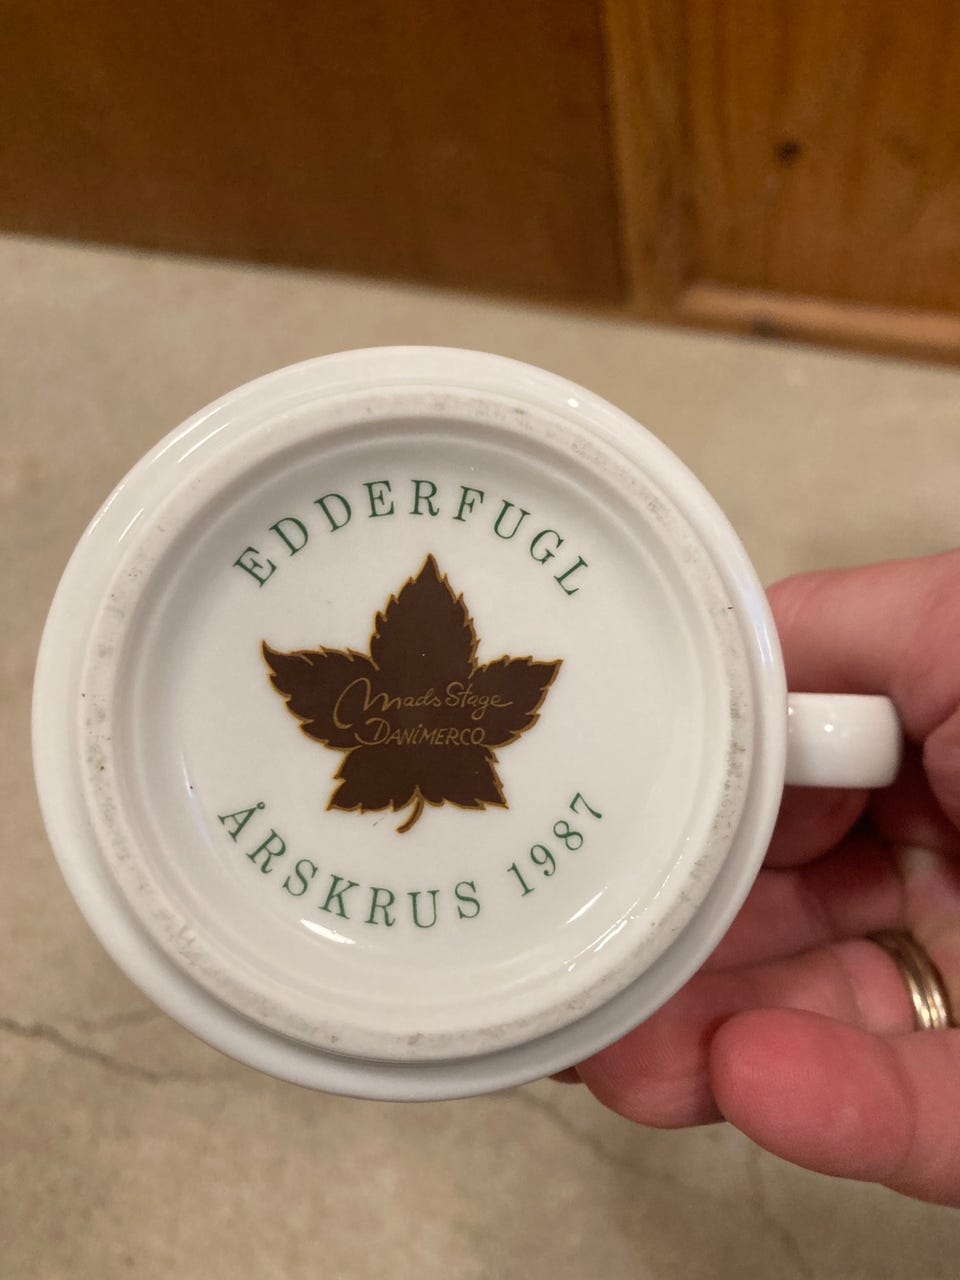 EDDERFUGL
Mads Stage
DANIMERCO
ÅRSKRUS 1987